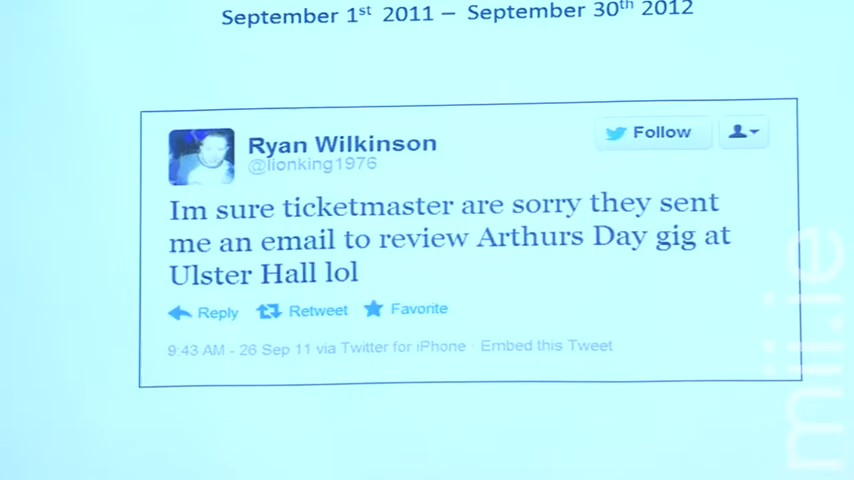 September 1st 2011 – September 30th 2012
Ryan Wilkinson
@lionking1976
Follow
Im sure ticketmaster are sorry they sent
me an email to review Arthurs Day gig at
Ulster Hall lol
Reply Retweet Favorite
9:43 AM - 26 Sep 11 via Twitter for iPhone · Embed this Tweet
mii.ie